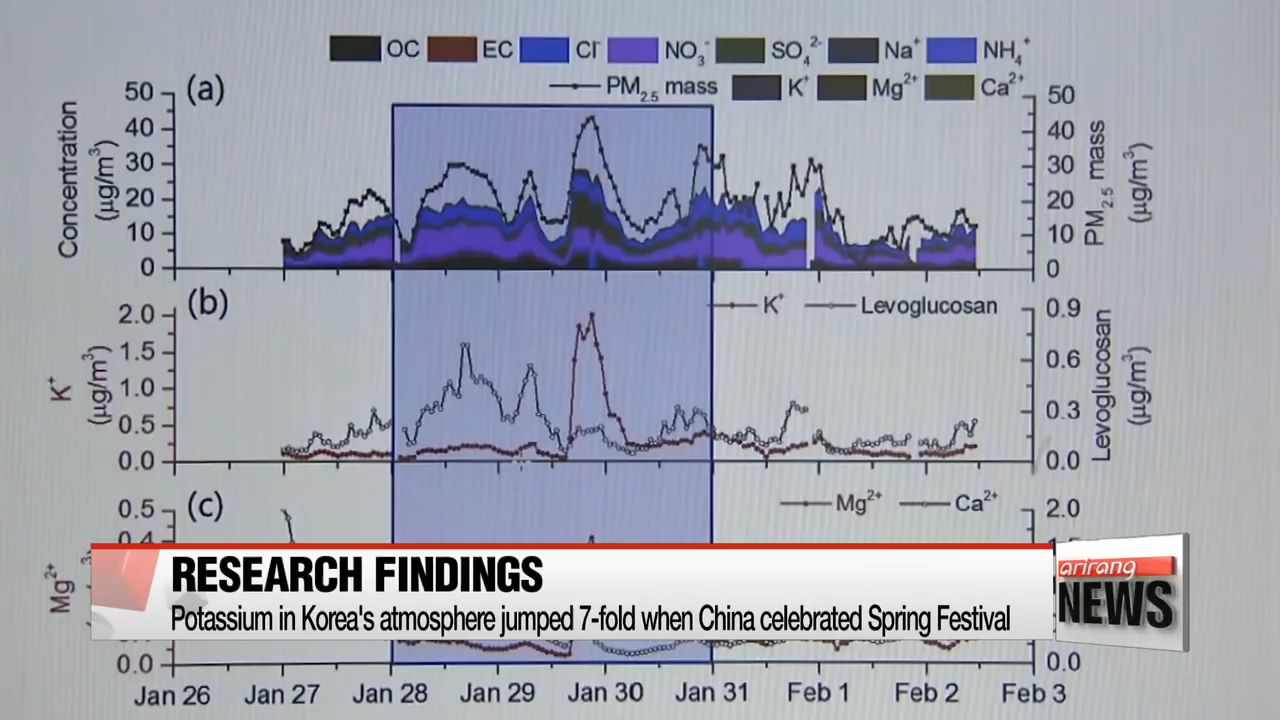 OC EC Cl⁻ NO₃⁻ SO₄²⁻ Na⁺ NH₄⁺
PM₂.₅ mass K⁺ Mg²⁺ Ca²⁺
(a)
Concentration
(µg/m³)
50
40
30
20
10
0
50
40
30
20
10
0
PM₂.₅ mass
(µg/m³)
(b)
K⁺ Levoglucosan
K⁺
(µg/m³)
2.0
1.5
1.0
0.5
0.0
0.9
0.6
0.3
0.0
Levoglucosan
(µg/m³)
(c)
Mg²⁺ Ca²⁺
Mg²⁺
0.5
0.4
0.0
2.0
0.0
RESEARCH FINDINGS
Potassium in Korea's atmosphere jumped 7-fold when China celebrated Spring Festival
arirang
NEWS
Jan 26 Jan 27 Jan 28 Jan 29 Jan 30 Jan 31 Feb 1 Feb 2 Feb 3